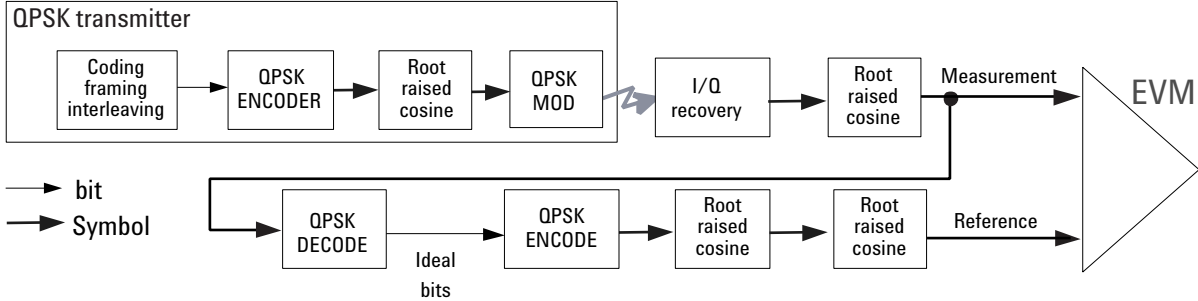 QPSK transmitter
Coding
framing
interleaving
QPSK
ENCODER
Root
raised
cosine
QPSK
MOD
I/Q
recovery
Root
raised
cosine
Measurement
EVM
bit
Symbol
QPSK
DECODE
Ideal
bits
QPSK
ENCODE
Root
raised
cosine
Root
raised
cosine
Reference